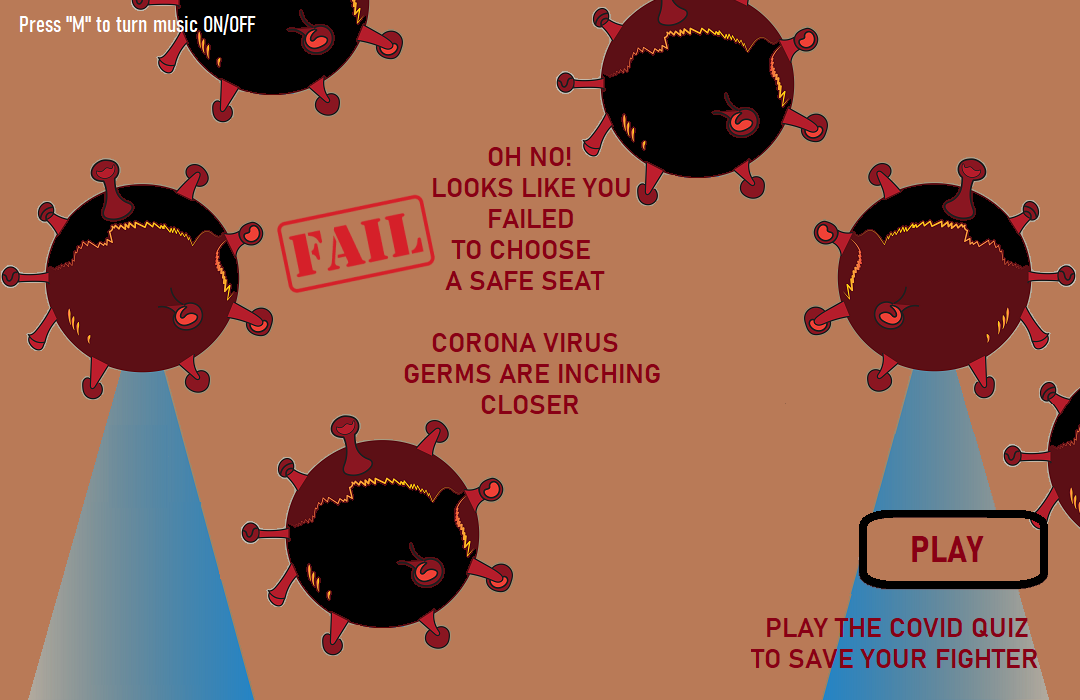 Press "M" to turn music ON/OFF
OH NO!
LOOKS LIKE YOU
FAILED
TO CHOOSE
A SAFE SEAT
FAIL
CORONA VIRUS
GERMS ARE INCHING
CLOSER
PLAY
PLAY THE COVID QUIZ
TO SAVE YOUR FIGHTER